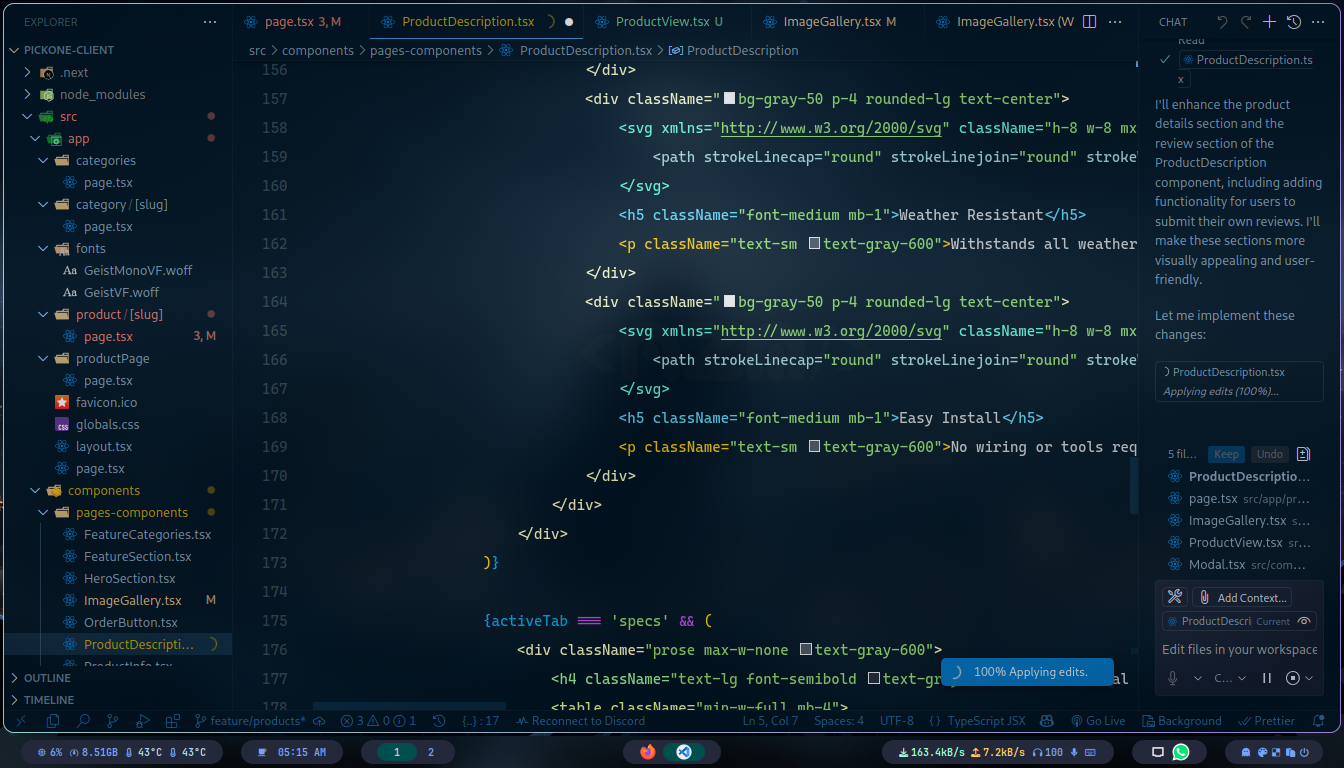 EXPLORER
PICKONE-CLIENT
.next
node_modules
src
app
categories
page.tsx
category / [slug]
page.tsx
fonts
Aa GeistMonoVF.woff
Aa GeistVF.woff
product / [slug]
page.tsx 3, M
productPage
page.tsx
favicon.ico
globals.css
layout.tsx
page.tsx
components
pages-components
FeatureCategories.tsx
FeatureSection.tsx
HeroSection.tsx
ImageGallery.tsx M
OrderButton.tsx
ProductDescripti...
ProductInfo.tsx
OUTLINE
TIMELINE
page.tsx 3, M
ProductDescription.tsx
ProductView.tsx U
ImageGallery.tsx M
ImageGallery.tsx (W
src > components > pages-components > ProductDescription.tsx > ProductDescription
156 </div>
157 <div className="bg-gray-50 p-4 rounded-lg text-center">
158 <svg xmlns="http://www.w3.org/2000/svg" className="h-8 w-8 mx
159 <path strokeLinecap="round" strokeLinejoin="round" stroke
160 </svg>
161 <h5 className="font-medium mb-1">Weather Resistant</h5>
162 <p className="text-sm text-gray-600">Withstands all weather
163 </div>
164 <div className="bg-gray-50 p-4 rounded-lg text-center">
165 <svg xmlns="http://www.w3.org/2000/svg" className="h-8 w-8 mx
166 <path strokeLinecap="round" strokeLinejoin="round" stroke
167 </svg>
168 <h5 className="font-medium mb-1">Easy Install</h5>
169 <p className="text-sm text-gray-600">No wiring or tools req
170 </div>
171 </div>
172 </div>
173 )}
174
175 {activeTab === 'specs' && (
176 <div className="prose max-w-none text-gray-600">
177 <h4 className="text-lg font-semibold text-gr
178 <table className="min-w-full mb-4">
100% Applying edits.
CHAT
Read
ProductDescription.ts
x
I'll enhance the product
details section and the
review section of the
ProductDescription
component, including adding
functionality for users to
submit their own reviews. I'll
make these sections more
visually appealing and user-
friendly.
Let me implement these
changes:
ProductDescription.tsx
Applying edits (100%)...
5 fil... Keep Undo
ProductDescriptio...
page.tsx src/app/pr...
ImageGallery.tsx s...
ProductView.tsx sr...
Modal.tsx src/com...
Add Context...
ProductDescri Current
Edit files in your workspace
C...
feature/products* 3 0 1 {..} : 17 Reconnect to Discord Ln 5, Col 7 Spaces: 4 UTF-8 {} TypeScript JSX Go Live Background Prettier
6% 8.51GB 43°C 43°C 05:15 AM 1 2 163.4kB/s 7.2kB/s 100